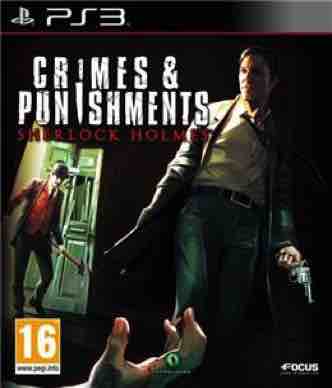 PS3
CRIMES &
PUNISHMENTS
SHERLOCK HOLMES
16
www.pegi.info
FOCUS